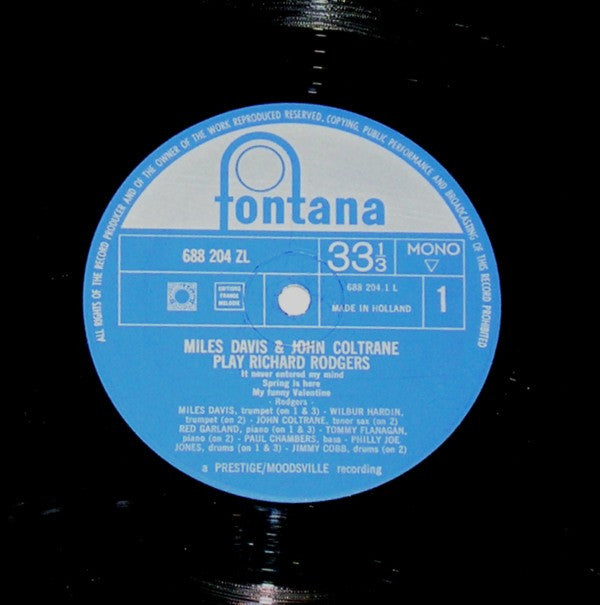 ALL RIGHTS OF THE RECORD PRODUCER AND OF THE OWNER OF THE WORK REPRODUCED RESERVED. COPYING, PUBLIC PERFORMANCE AND BROADCASTING OF THIS RECORD PROHIBITED
fontana
688 204 ZL
33 1/3
MONO
688 204.1 L
MADE IN HOLLAND
1
EDITIONS
FRANCE
MELODIE
MILES DAVIS & JOHN COLTRANE
PLAY RICHARD RODGERS
It never entered my mind
Spring is here
My funny Valentine
- Rodgers -
MILES DAVIS, trumpet (on 1 & 3) - WILBUR HARDIN,
trumpet (on 2) - JOHN COLTRANE, tenor sax (on 2)
RED GARLAND, piano (on 1 & 3) - TOMMY FLANAGAN,
piano (on 2) - PAUL CHAMBERS, bass - PHILLY JOE
JONES, drums (on 1 & 3) - JIMMY COBB, drums (on 2)
a PRESTIGE/MOODSVILLE recording